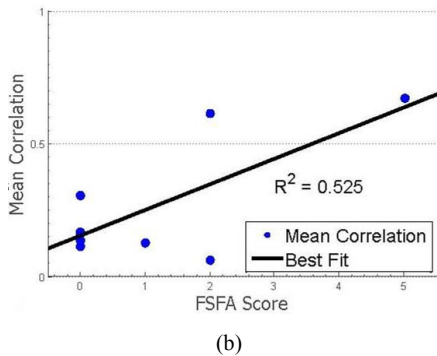 1
Mean Correlation
0.5
R² = 0.525
Mean Correlation
Best Fit
0
0 1 2 3 4 5
FSFA Score
(b)